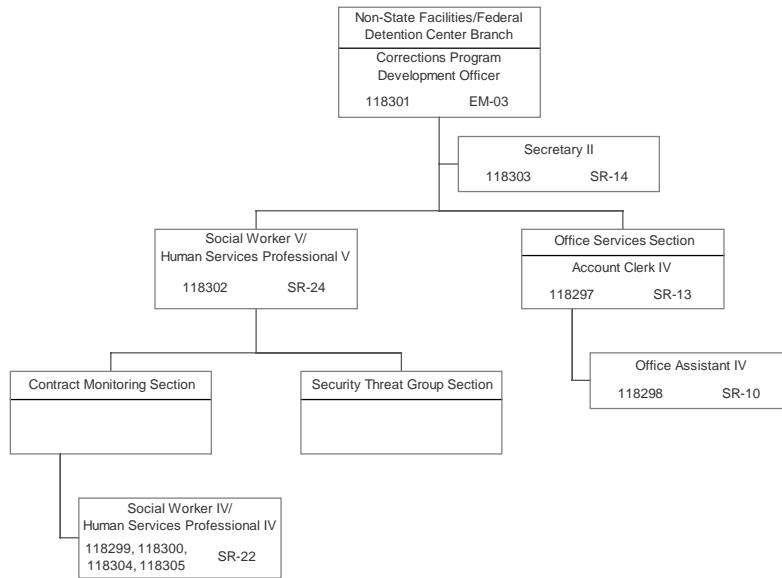 Non-State Facilities/Federal
Detention Center Branch
Corrections Program
Development Officer
118301 EM-03
Secretary II
118303 SR-14
Social Worker V/
Human Services Professional V
118302 SR-24
Office Services Section
Account Clerk IV
118297 SR-13
Office Assistant IV
118298 SR-10
Contract Monitoring Section
Security Threat Group Section
Social Worker IV/
Human Services Professional IV
118299, 118300,
118304, 118305 SR-22